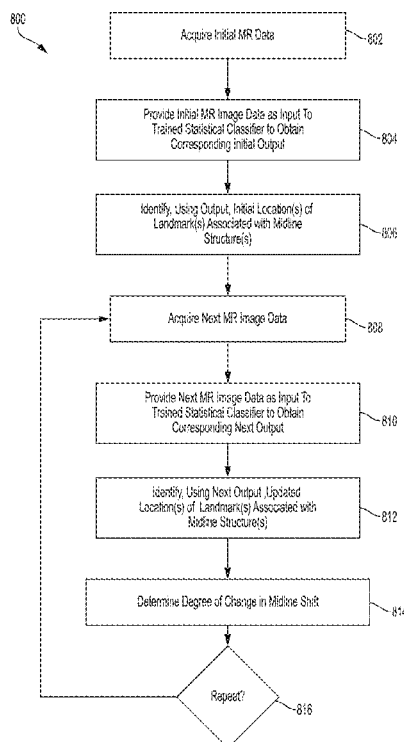 800
Acquire Initial MR Data
802
Provide Initial MR Image Data as Input To
Trained Statistical Classifier to Obtain
Corresponding Initial Output
804
Identify, Using Output, Initial Location(s) of
Landmark(s) Associated with Midline
Structure(s)
806
Acquire Next MR Image Data
808
Provide Next MR Image Data as Input To
Trained Statistical Classifier to Obtain
Corresponding Next Output
810
Identify, Using Next Output ,Updated
Location(s) of Landmark(s) Associated with
Midline Structure(s)
812
Determine Degree of Change in Midline Shift
814
Repeat?
816